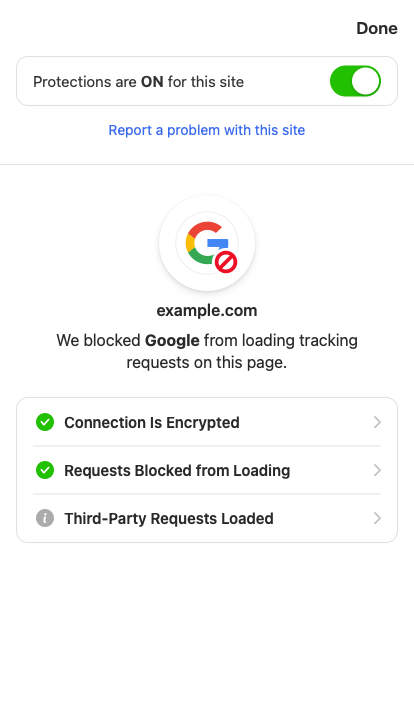 Done
Protections are ON for this site
Report a problem with this site
example.com
We blocked Google from loading tracking
requests on this page.
Connection Is Encrypted
Requests Blocked from Loading
Third-Party Requests Loaded